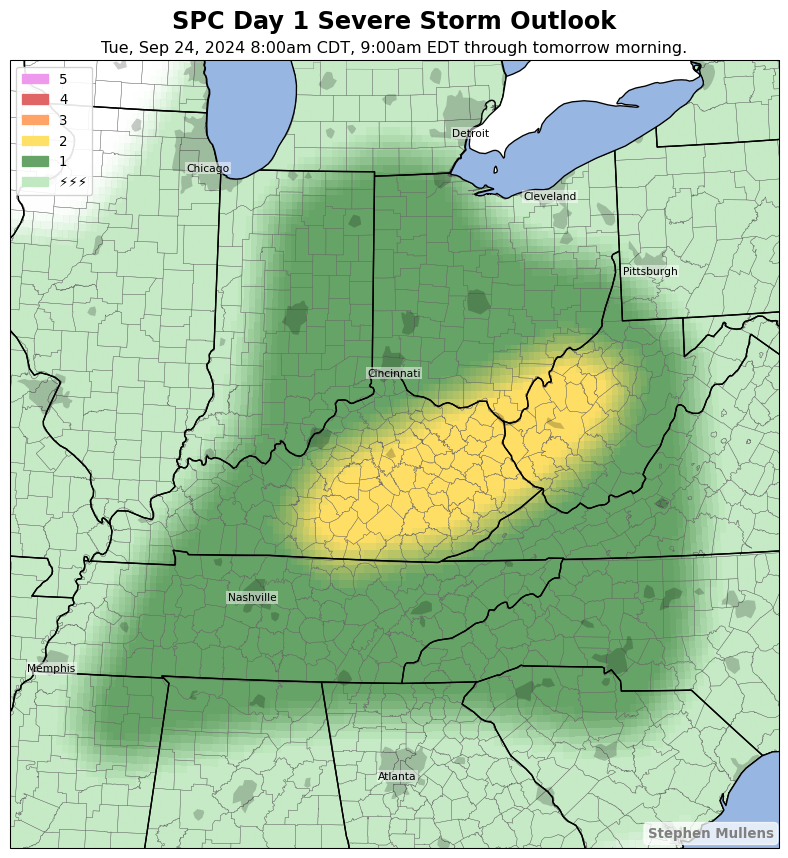 SPC Day 1 Severe Storm Outlook
Tue, Sep 24, 2024 8:00am CDT, 9:00am EDT through tomorrow morning.
5
4
3
2
1
⚡⚡⚡
Detroit
Chicago
Cleveland
Pittsburgh
Cincinnati
Nashville
Memphis
Atlanta
Stephen Mullens